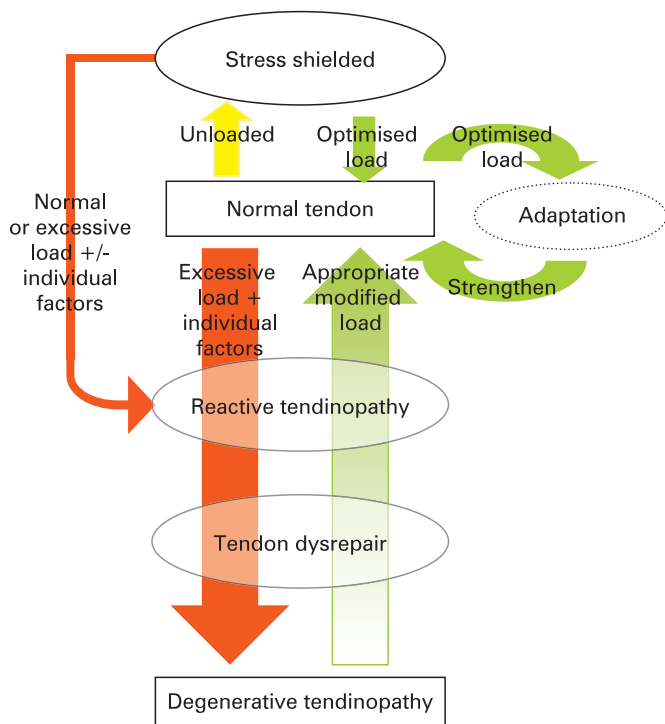 Stress shielded
Unloaded
Optimised
load
Optimised
load
Normal
or excessive
load +/-
individual
factors
Normal tendon
Adaptation
Excessive
load +
individual
factors
Appropriate
modified
load
Strengthen
Reactive tendinopathy
Tendon dysrepair
Degenerative tendinopathy